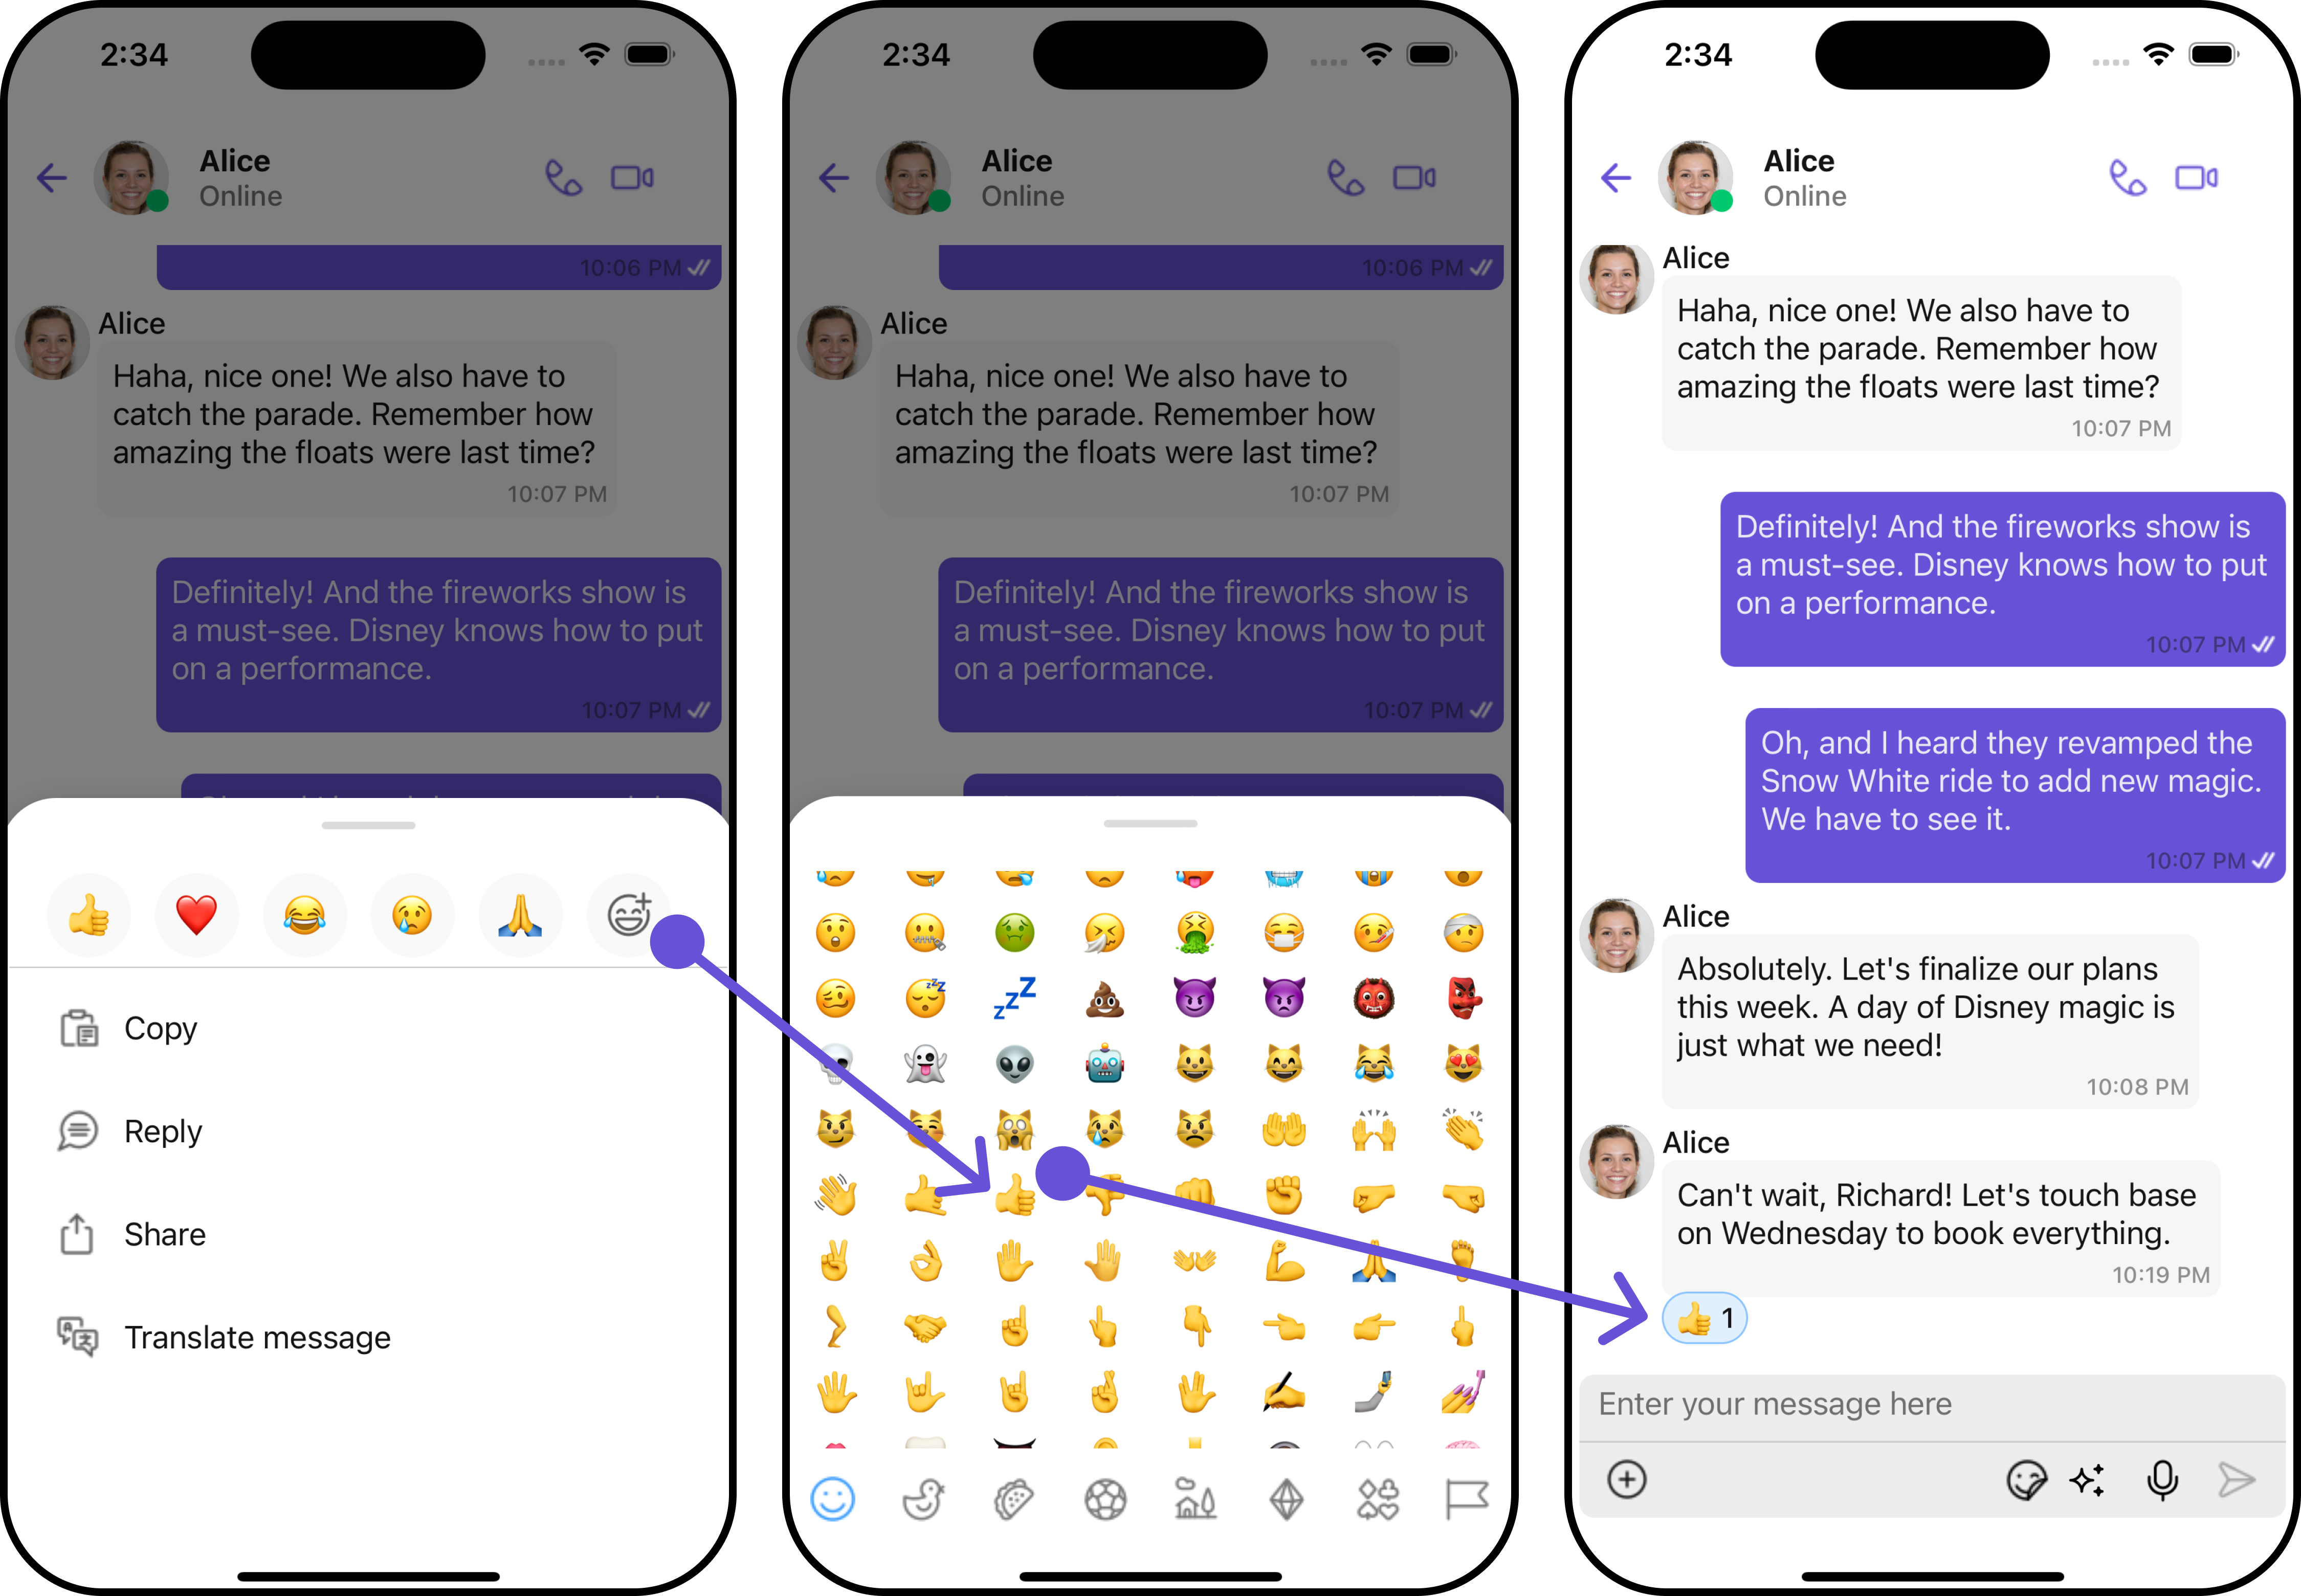 2:34
Alice
Online
10:06 PM
Alice
Haha, nice one! We also have to
catch the parade. Remember how
amazing the floats were last time?
10:07 PM
Definitely! And the fireworks show is
a must-see. Disney knows how to put
on a performance.
10:07 PM
Copy
Reply
Share
Translate message
2:34
Alice
Online
10:06 PM
Alice
Haha, nice one! We also have to
catch the parade. Remember how
amazing the floats were last time?
10:07 PM
Definitely! And the fireworks show is
a must-see. Disney knows how to put
on a performance.
10:07 PM
2:34
Alice
Online
Alice
Haha, nice one! We also have to
catch the parade. Remember how
amazing the floats were last time?
10:07 PM
Definitely! And the fireworks show is
a must-see. Disney knows how to put
on a performance.
10:07 PM
Oh, and I heard they revamped the
Snow White ride to add new magic.
We have to see it.
10:07 PM
Alice
Absolutely. Let's finalize our plans
this week. A day of Disney magic is
just what we need!
10:08 PM
Alice
Can't wait, Richard! Let's touch base
on Wednesday to book everything.
10:19 PM
👍 1
Enter your message here